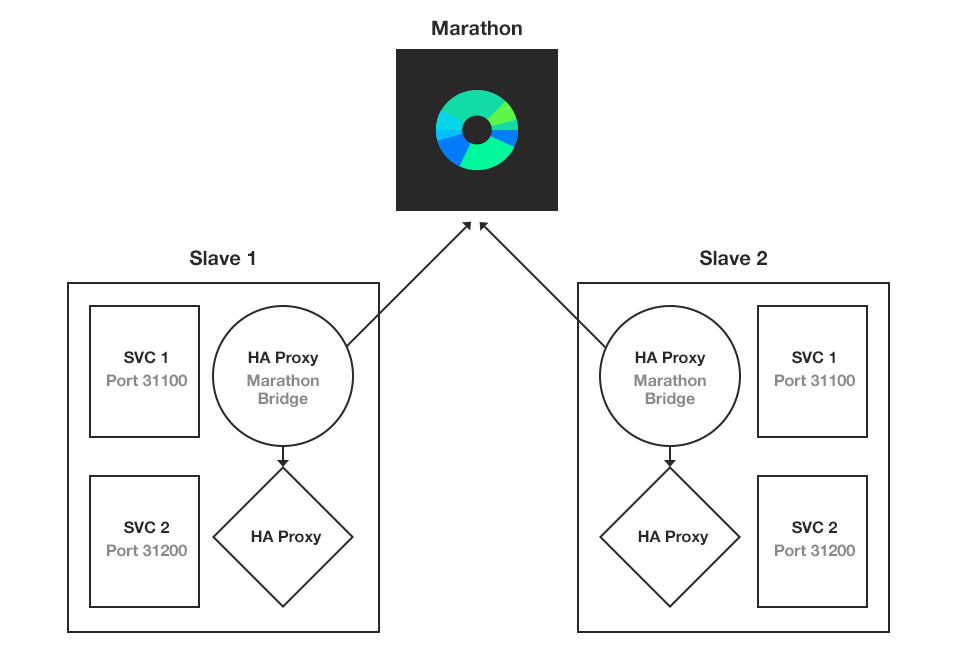 Marathon
Slave 1
SVC 1
Port 31100
HA Proxy
Marathon
Bridge
SVC 2
Port 31200
HA Proxy
Slave 2
HA Proxy
Marathon
Bridge
SVC 1
Port 31100
HA Proxy
SVC 2
Port 31200